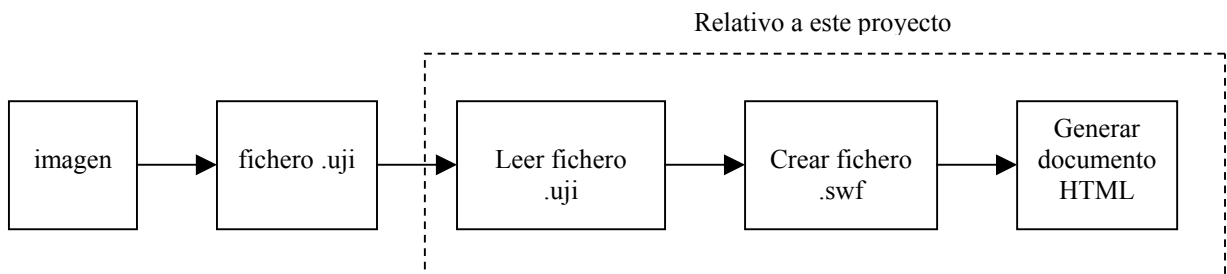 Relativo a este proyecto
imagen
fichero .uji
Leer fichero
.uji
Crear fichero
.swf
Generar
documento
HTML